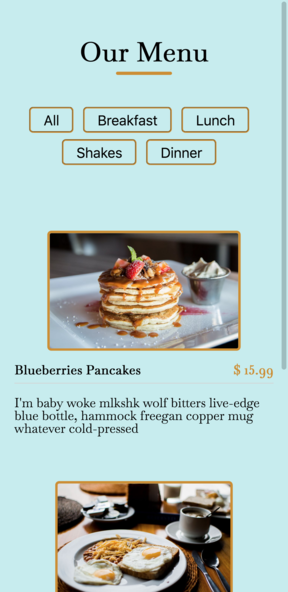 Our Menu
All
Breakfast
Lunch
Shakes
Dinner
Blueberries Pancakes
$ 15.99
I'm baby woke mlkshk wolf bitters live-edge
blue bottle, hammock freegan copper mug
whatever cold-pressed